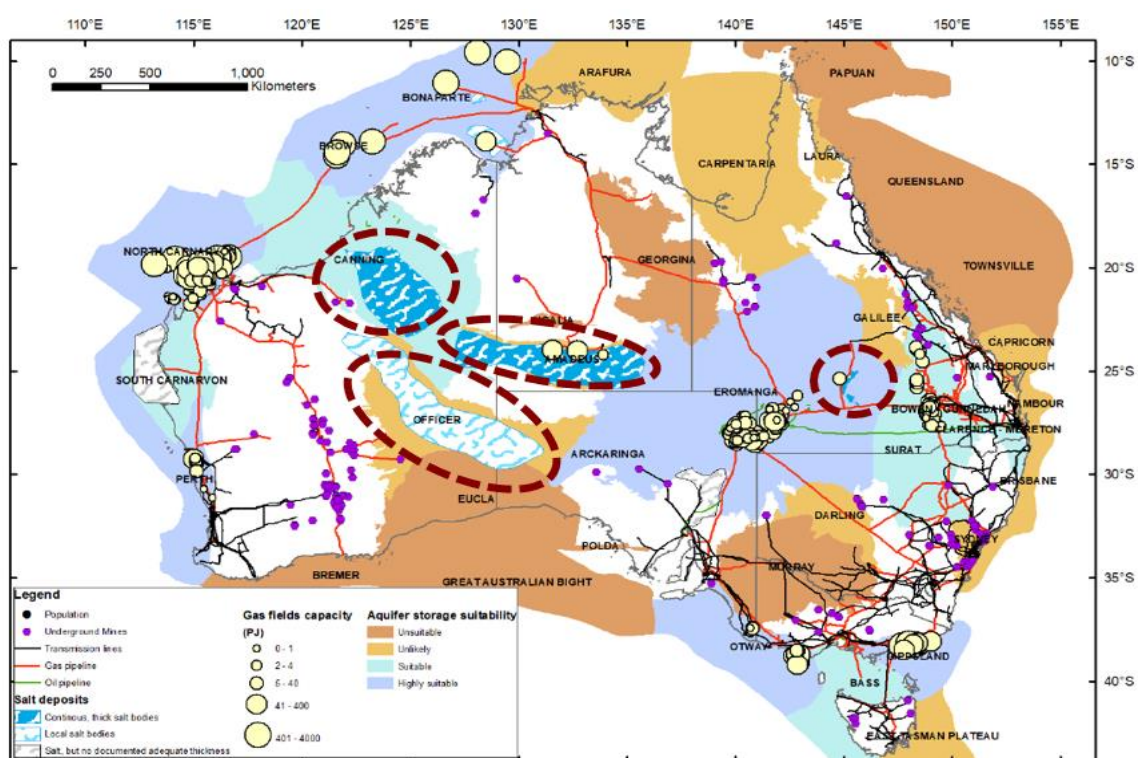 110°S 115°S 120°S 125°S 130°S 135°S 140°S 145°S 150°S 155°S
0 250 500 1,000
Kilometers
ARAFURA
PAPUAN
10°S
BONAPARTE
BROWSE
CARPENTARIA
LAURA
15°S
QUEENSLAND
NORTH CARNARVON
CANNING
GEORGINA
TOWNSVILLE
20°S
GALILEE
CAPRICORN
AMADEUS
MARLBOROUGH
25°S
SOUTH CARNARVON
EROMANGA
NAMBOUR
OFFICER
CLARENCE - MORETON
SURAT
ARCKARINGA
PERTH
BRISBANE
30°S
EUCLA
DARLING
SYDNEY
POLDA
MURRAY
BREMER
GREAT AUSTRALIAN BIGHT
35°S
OTWAY
GIPPSLAND
BASS
40°S
EAST TASMAN PLATEAU
Legend
Population
Underground Mines
Transmission lines
Gas pipeline
Oil pipeline
Salt deposits
Continous, thick salt bodies
Local salt bodies
Salt, but no documented adequate thickness
Gas fields capacity
(PJ)
0 - 1
2 - 4
5 - 40
41 - 400
401 - 4000
Aquifer storage suitability
Unsuitable
Unlikely
Suitable
Highly suitable